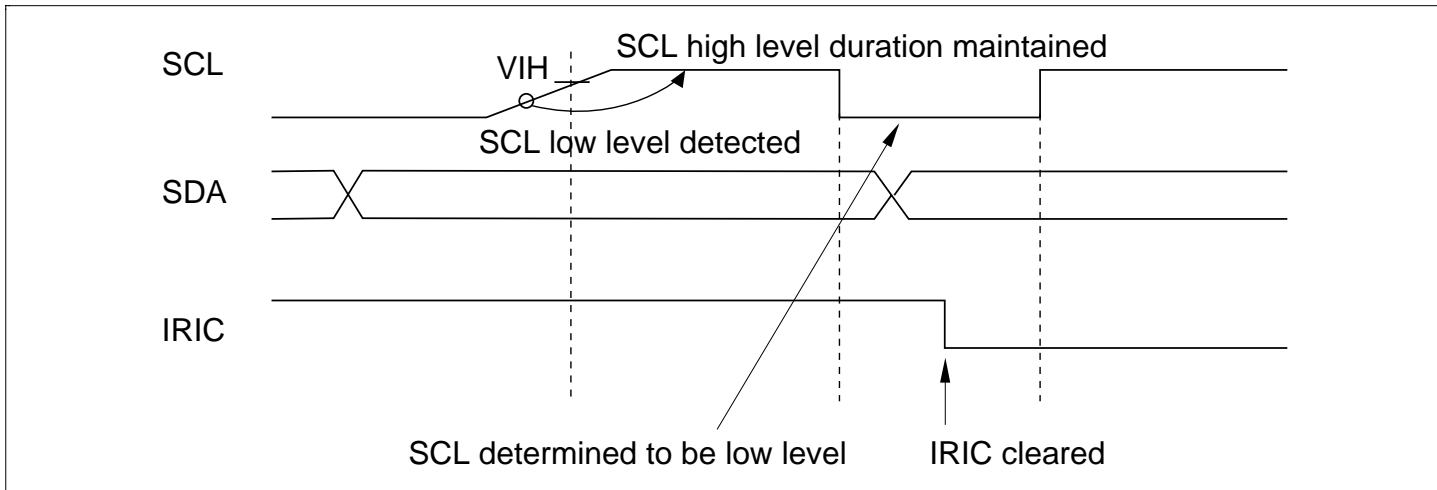 SCL high level duration maintained
SCL
VIH
SCL low level detected
SDA
IRIC
SCL determined to be low level
IRIC cleared